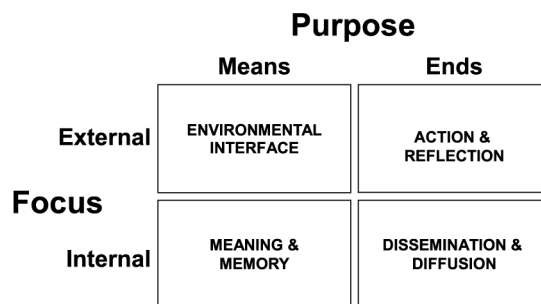 Purpose
Means Ends
External
ENVIRONMENTAL
INTERFACE
ACTION &
REFLECTION
Focus
Internal
MEANING &
MEMORY
DISSEMINATION &
DIFFUSION